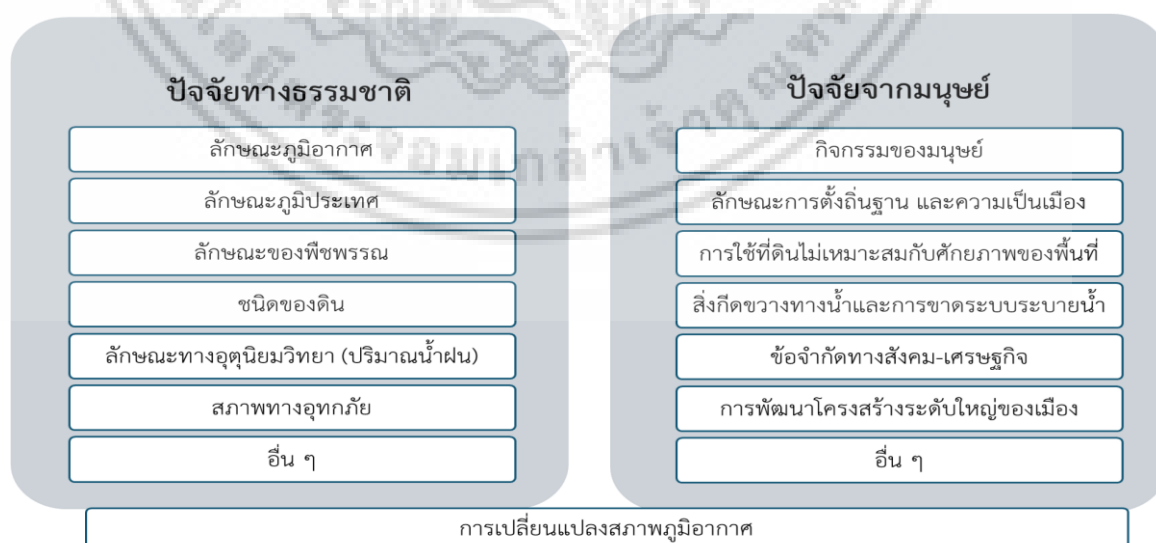 ปัจจัยทางธรรมชาติ
ลักษณะภูมิอากาศ
ลักษณะภูมิประเทศ
ลักษณะของพืชพรรณ
ชนิดของดิน
ลักษณะทางอุตุนิยมวิทยา (ปริมาณน้ำฝน)
สภาพทางอุทกภัย
อื่น ๆ
ปัจจัยจากมนุษย์
กิจกรรมของมนุษย์
ลักษณะการตั้งถิ่นฐาน และความเป็นเมือง
การใช้ที่ดินไม่เหมาะสมกับศักยภาพของพื้นที่
สิ่งกีดขวางทางน้ำและการขาดระบบระบายน้ำ
ข้อจำกัดทางสังคม-เศรษฐกิจ
การพัฒนาโครงสร้างระดับใหญ่ของเมือง
อื่น ๆ
การเปลี่ยนแปลงสภาพภูมิอากาศ